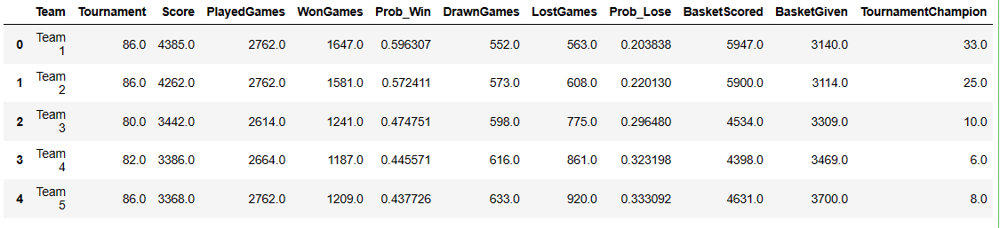 Team Tournament Score PlayedGames WonGames Prob_Win DrawnGames LostGames Prob_Lose BasketScored BasketGiven TournamentChampion
0 Team 1 86.0 4385.0 2762.0 1647.0 0.596307 552.0 563.0 0.203838 5947.0 3140.0 33.0
1 Team 2 86.0 4262.0 2762.0 1581.0 0.572411 573.0 608.0 0.220130 5900.0 3114.0 25.0
2 Team 3 80.0 3442.0 2614.0 1241.0 0.474751 598.0 775.0 0.296480 4534.0 3309.0 10.0
3 Team 4 82.0 3386.0 2664.0 1187.0 0.445571 616.0 861.0 0.323198 4398.0 3469.0 6.0
4 Team 5 86.0 3368.0 2762.0 1209.0 0.437726 633.0 920.0 0.333092 4631.0 3700.0 8.0